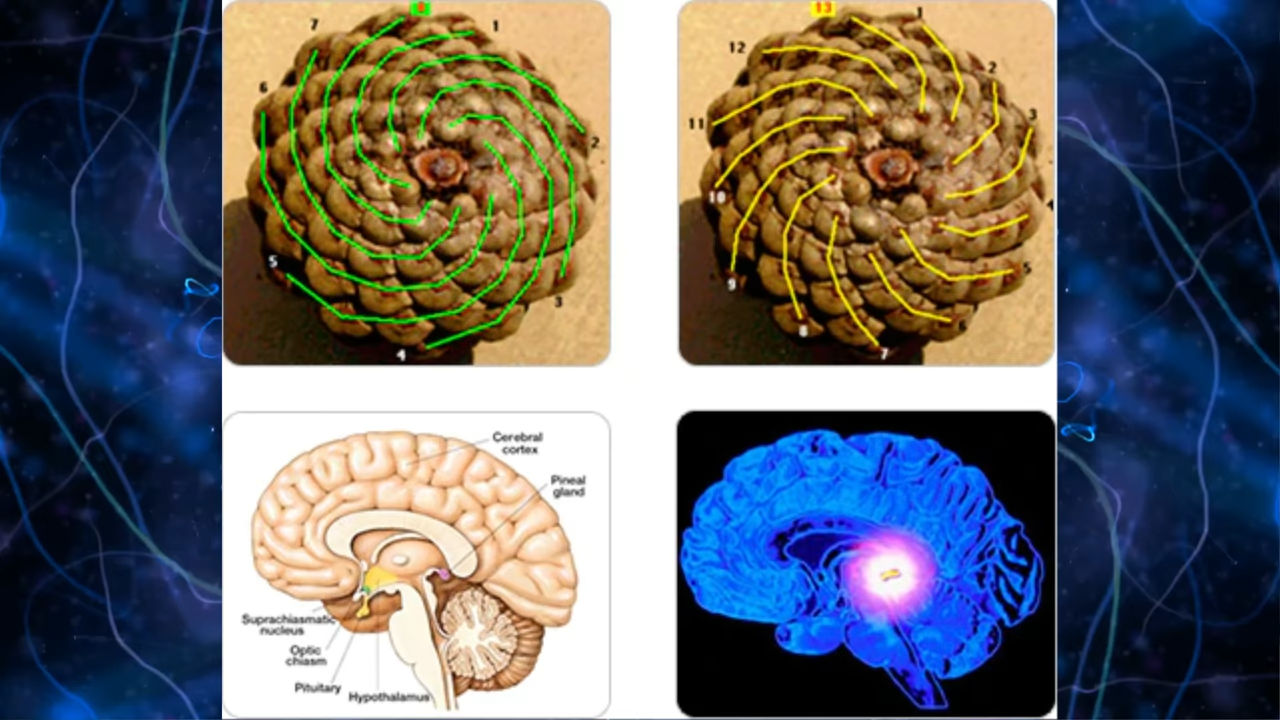 8
7
1
6
2
5
3
4
13
1
12
2
3
11
4
10
5
9
6
8
7
Cerebral
cortex
Pineal
gland
Suprachiasmatic
nucleus
Optic
chiasm
Pituitary
Hypothalamus